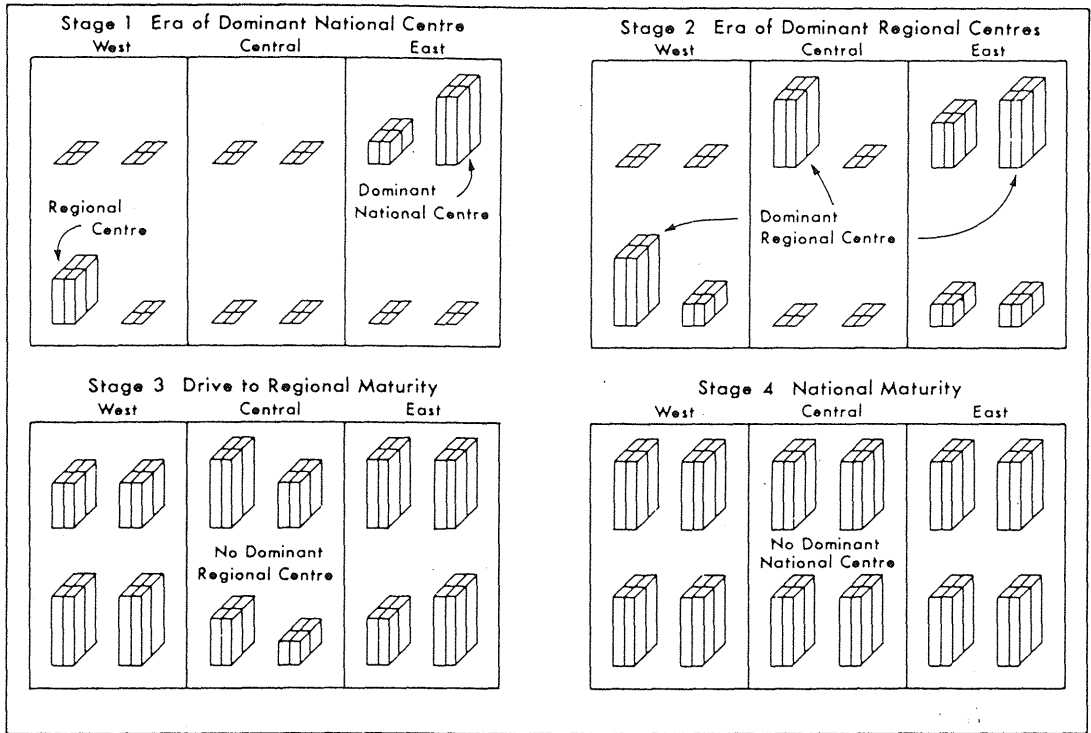 Stage 1 Era of Dominant National Centre
West Central East
Regional
Centre
Dominant
National Centre
Stage 2 Era of Dominant Regional Centres
West Central East
Dominant
Regional Centre
Stage 3 Drive to Regional Maturity
West Central East
No Dominant
Regional Centre
Stage 4 National Maturity
West Central East
No Dominant
National Centre